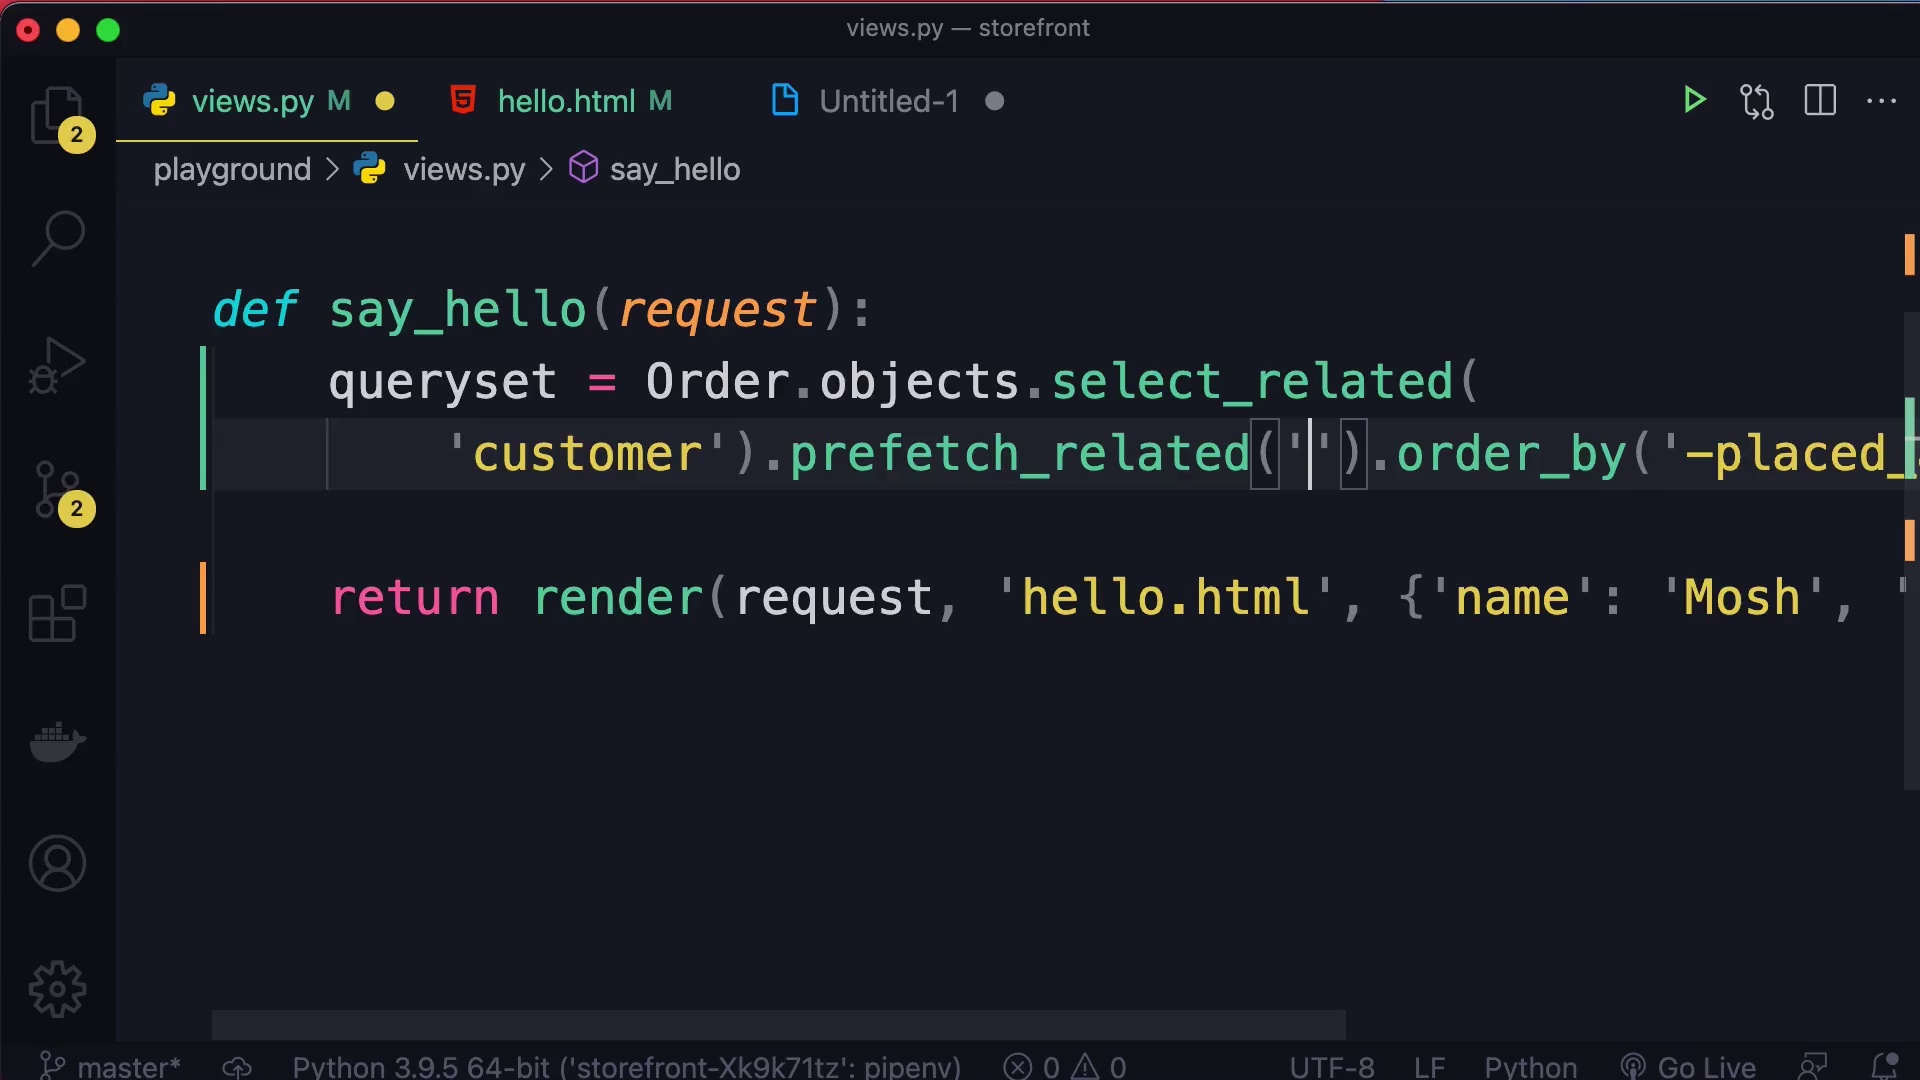 views.py — storefront
views.py M hello.html M Untitled-1
2
playground > views.py > say_hello
def say_hello(request):
queryset = Order.objects.select_related(
'customer').prefetch_related('').order_by('-placed_
2
return render(request, 'hello.html', {'name': 'Mosh', '
master* Python 3.9.5 64-bit ('storefront-Xk9k71tz': pipenv) 0 0 UTF-8 LF Python Go Live